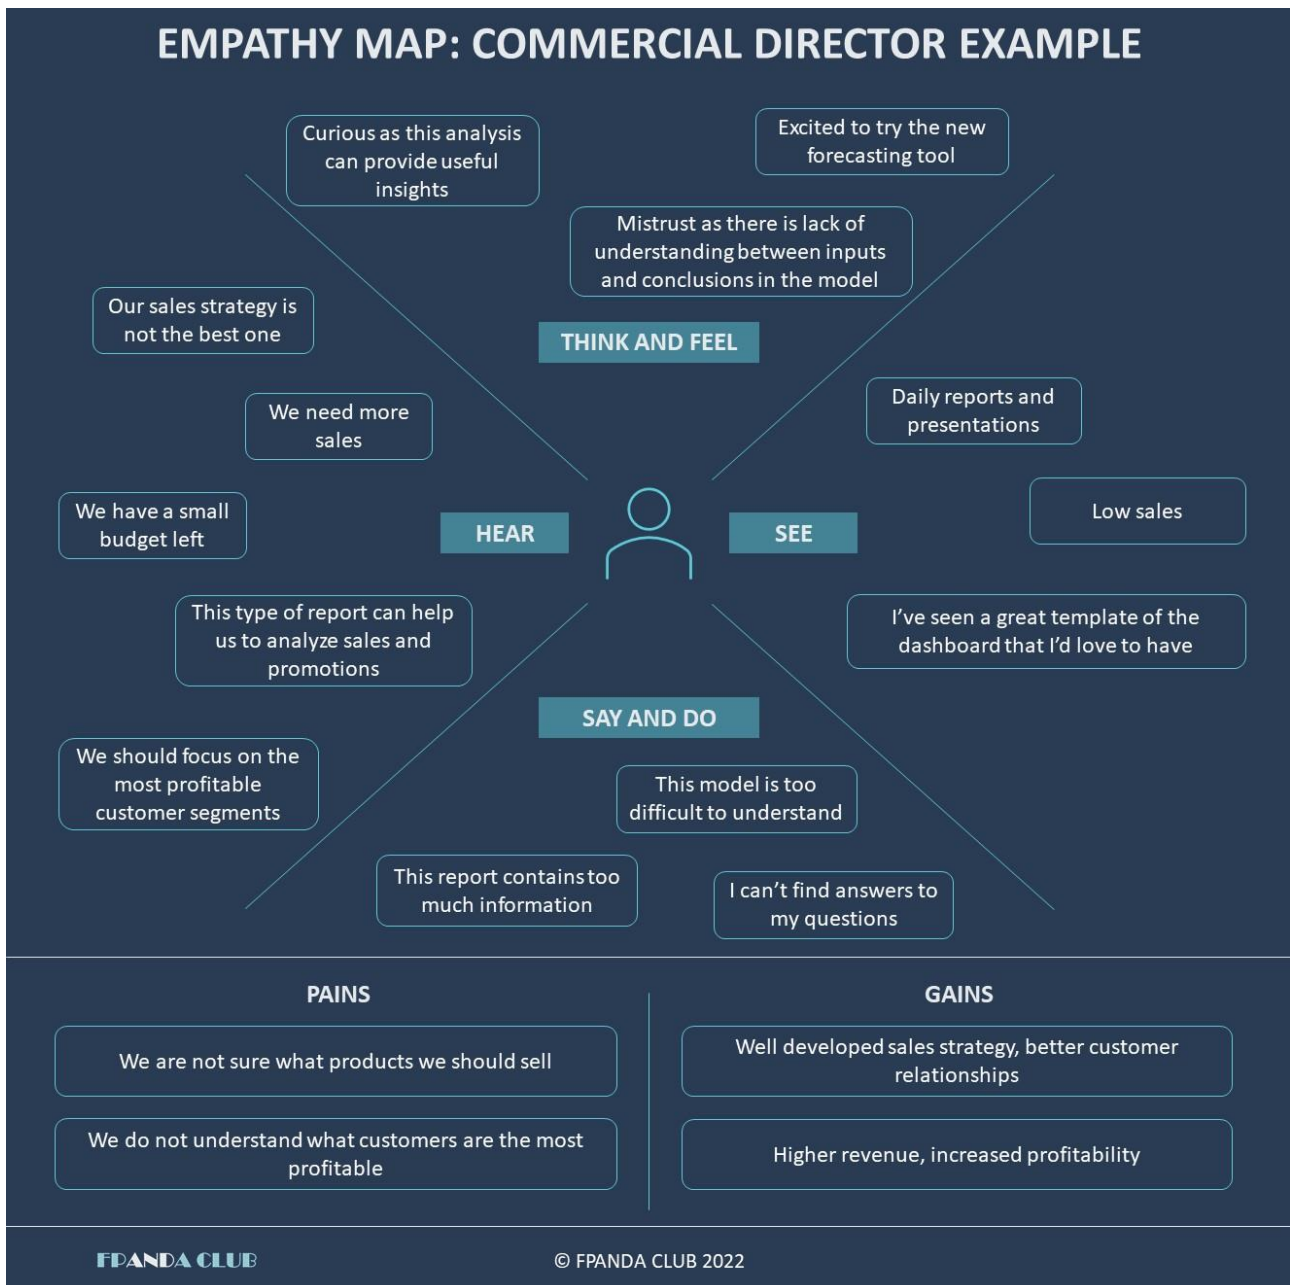 EMPATHY MAP: COMMERCIAL DIRECTOR EXAMPLE
Curious as this analysis
can provide useful
insights
Excited to try the new
forecasting tool
Mistrust as there is lack of
understanding between inputs
and conclusions in the model
THINK AND FEEL
Our sales strategy is
not the best one
We need more
sales
We have a small
budget left
HEAR
This type of report can help
us to analyze sales and
promotions
We should focus on the
most profitable
customer segments
Daily reports and
presentations
Low sales
SEE
I’ve seen a great template of the
dashboard that I’d love to have
SAY AND DO
This model is too
difficult to understand
This report contains too
much information
I can’t find answers to
my questions
PAINS
We are not sure what products we should sell
We do not understand what customers are the most
profitable
GAINS
Well developed sales strategy, better customer
relationships
Higher revenue, increased profitability
FPANDA CLUB
© FPANDA CLUB 2022